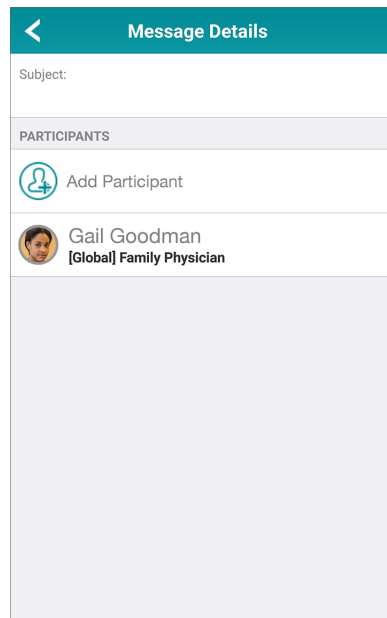 Message Details
Subject:
PARTICIPANTS
Add Participant
Gail Goodman
[Global] Family Physician